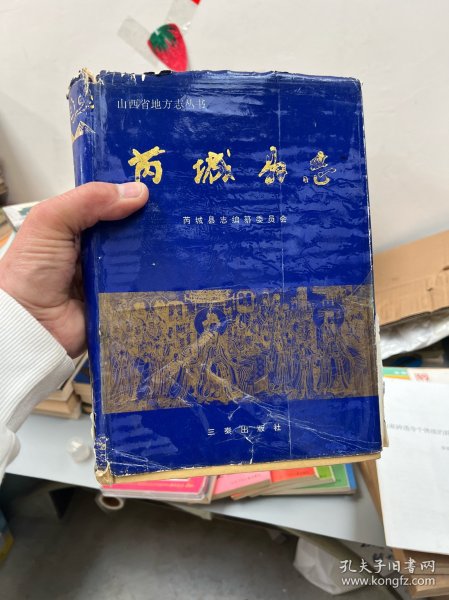 山西省地方志丛书
芮城县志
芮城县志编纂委员会
三秦出版社
孔夫子旧书网
www.kongfz.com